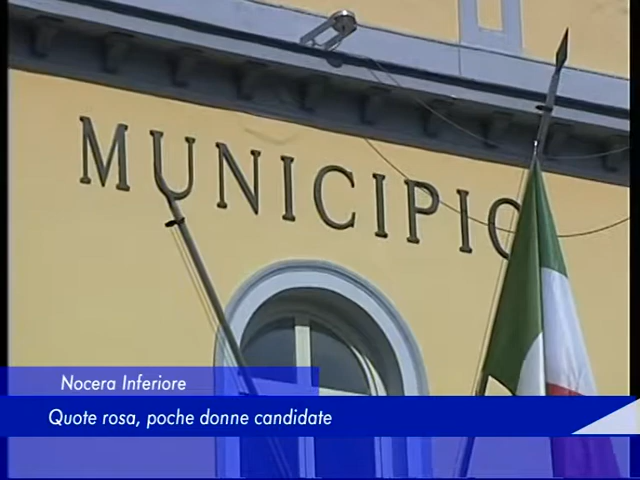 MUNICIPIO
Nocera Inferiore
Quote rosa, poche donne candidate